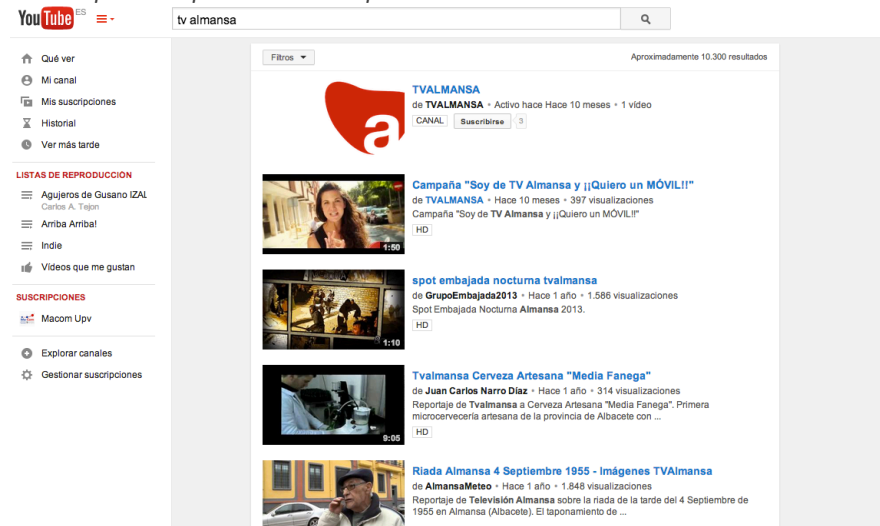 YouTube ES
tv almansa
Qué ver
Mi canal
Mis suscripciones
Historial
Ver más tarde
LISTAS DE REPRODUCCIÓN
Agujeros de Gusano IZAL
Carlos A. Tejon
Arriba Arriba!
Indie
Vídeos que me gustan
SUSCRIPCIONES
Macom Upv
Explorar canales
Gestionar suscripciones
Filtros
Aproximadamente 10.300 resultados
a
TVALMANSA
de TVALMANSA • Activo hace Hace 10 meses • 1 vídeo
CANAL Suscribirse 3
1:50
Campaña "Soy de TV Almansa y ¡¡Quiero un MÓVIL!!"
de TVALMANSA • Hace 10 meses • 397 visualizaciones
Campaña "Soy de TV Almansa y ¡¡Quiero un MÓVIL!!"
HD
1:10
spot embajada nocturna tvalmansa
de GrupoEmbajada2013 • Hace 1 año • 1.586 visualizaciones
Spot Embajada Nocturna Almansa 2013.
HD
9:05
Tvalmansa Cerveza Artesana "Media Fanega"
de Juan Carlos Narro Díaz • Hace 1 año • 314 visualizaciones
Reportaje de Tvalmansa a Cerveza Artesana "Media Fanega". Primera
microcervecería artesana de la provincia de Albacete con ...
HD
Riada Almansa 4 Septiembre 1955 - Imágenes TVAlmansa
de AlmansaMeteo • Hace 1 año • 1.848 visualizaciones
Reportaje de Televisión Almansa sobre la riada de la tarde del 4 Septiembre de
1955 en Almansa (Albacete). El taponamiento de ...